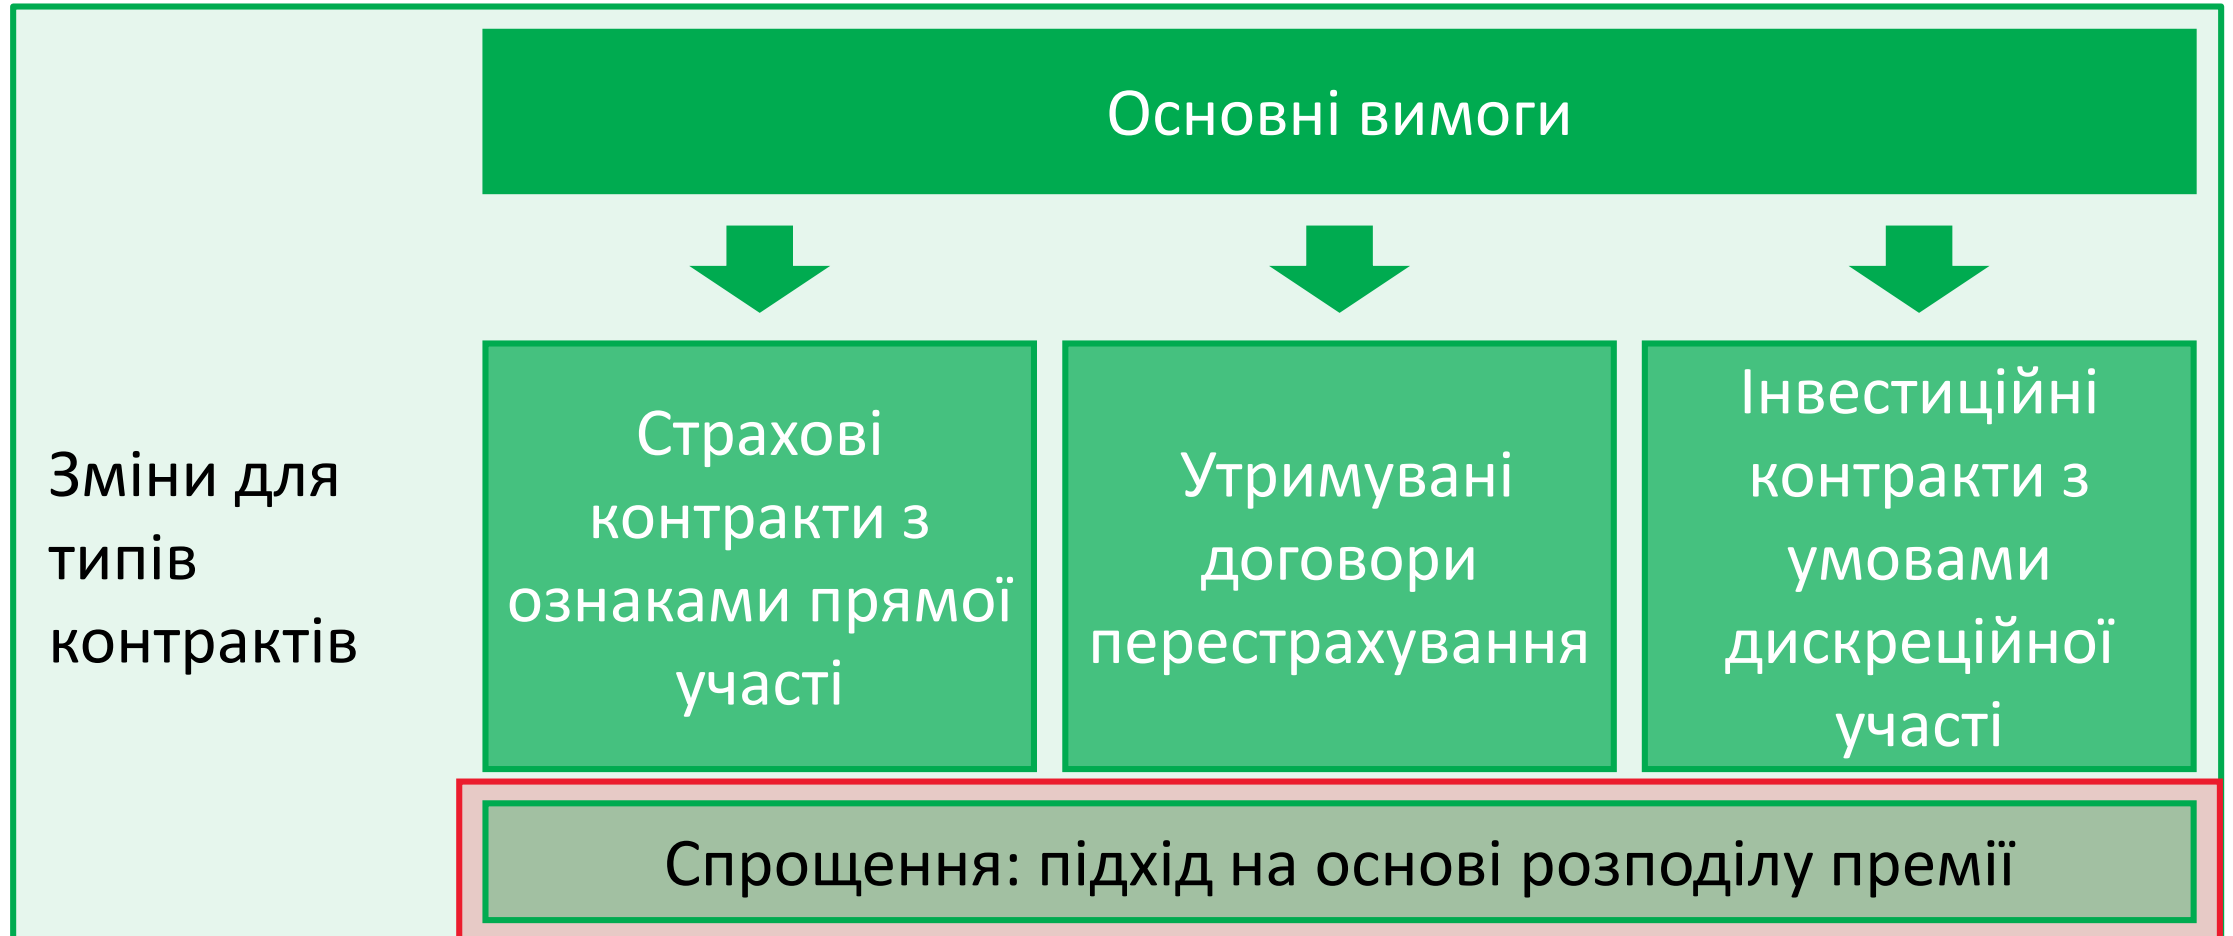 Основні вимоги
Зміни для
типів
контрактів
Страхові
контракти з
ознаками прямої
участі
Утримувані
договори
перестрахування
Інвестиційні
контракти з
умовами
дискреційної
участі
Спрощення: підхід на основі розподілу премії